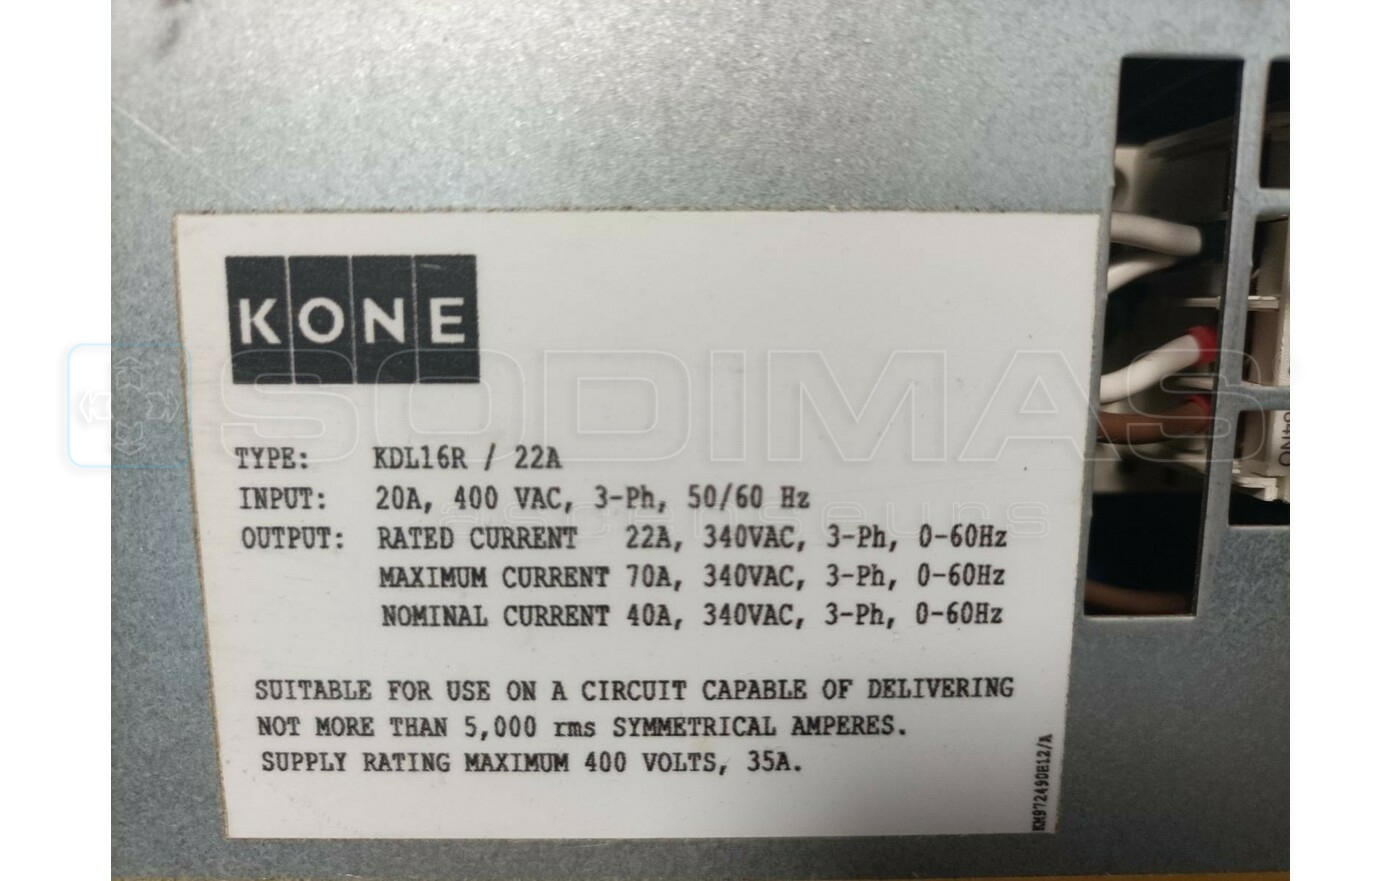 KONE
SODIMAS
ascenseurs
TYPE: KDL16R / 22A
INPUT: 20A, 400 VAC, 3-Ph, 50/60 Hz
OUTPUT: RATED CURRENT 22A, 340VAC, 3-Ph, 0-60Hz
MAXIMUM CURRENT 70A, 340VAC, 3-Ph, 0-60Hz
NOMINAL CURRENT 40A, 340VAC, 3-Ph, 0-60Hz
SUITABLE FOR USE ON A CIRCUIT CAPABLE OF DELIVERING
NOT MORE THAN 5,000 rms SYMMETRICAL AMPERES.
SUPPLY RATING MAXIMUM 400 VOLTS, 35A.
KM972490H12/A